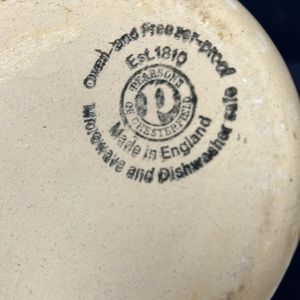 Oven and Freezer-proof
Est. 1810
PEARSONS
P
OF CHESTERFIELD
Made in England
Microwave and Dishwasher safe